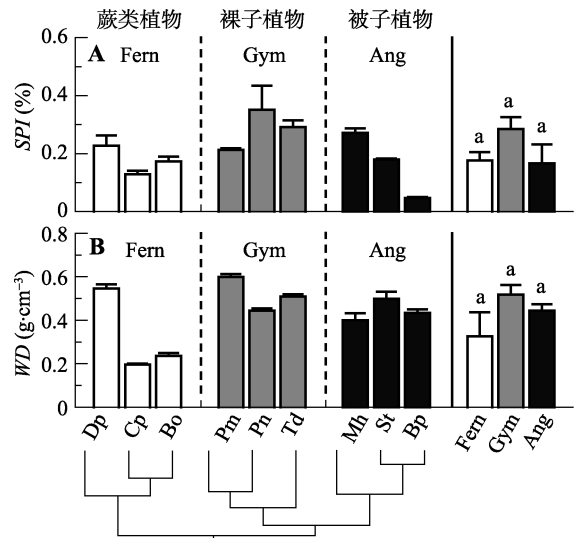 蕨类植物 裸子植物 被子植物
0.6
A Fern Gym Ang
SPI (%)
0.4
0.2
0
a a a
0.8
B Fern Gym Ang
WD (g·cm⁻³)
0.6
0.4
0.2
0
a a a
Dp Cp Bo Pm Pn Td Mh St Bp Fern Gym Ang